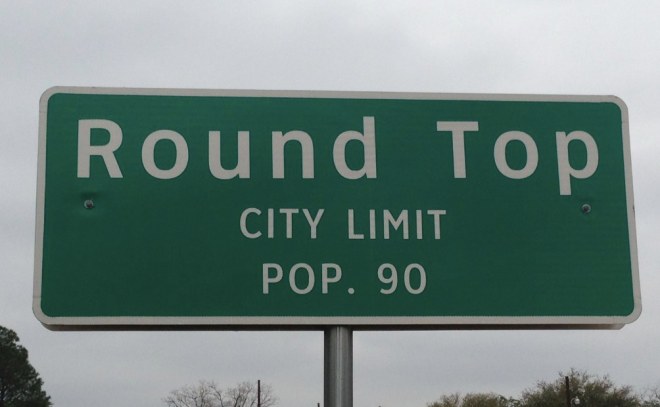 Round Top
CITY LIMIT
POP. 90